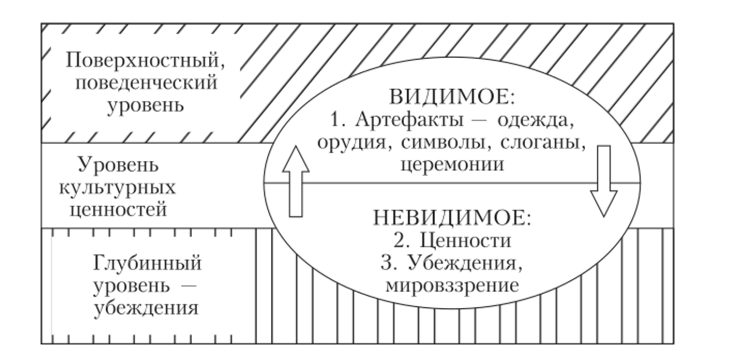 Поверхностный,
поведенческий
уровень
Уровень
культурных
ценностей
Глубинный
уровень —
убеждения
ВИДИМОЕ:
1. Артефакты — одежда,
орудия, символы, слоганы,
церемонии
НЕВИДИМОЕ:
2. Ценности
3. Убеждения,
мировззрение